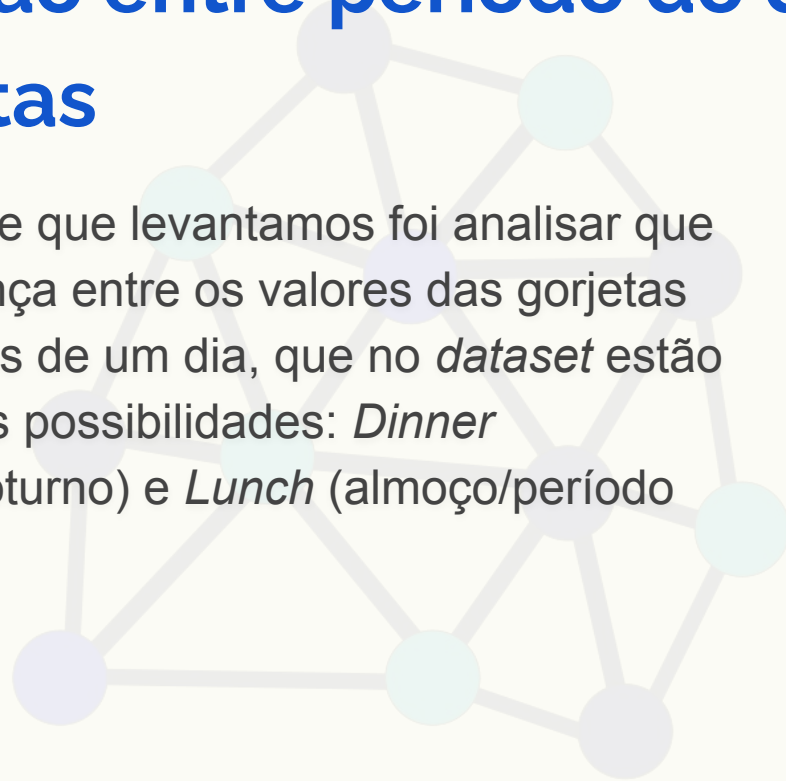 ão entre período do
tas
e que levantamos foi analisar que
nça entre os valores das gorjetas
s de um dia, que no dataset estão
s possibilidades: Dinner
oturno) e Lunch (almoço/período